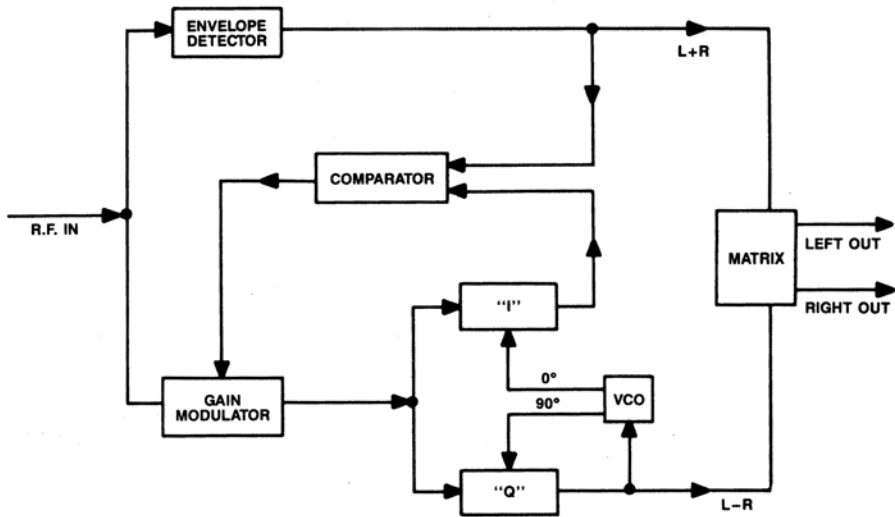 ENVELOPE
DETECTOR
L+R
COMPARATOR
R.F. IN
MATRIX
LEFT OUT
RIGHT OUT
"I"
0°
90°
VCO
GAIN
MODULATOR
"Q"
L–R